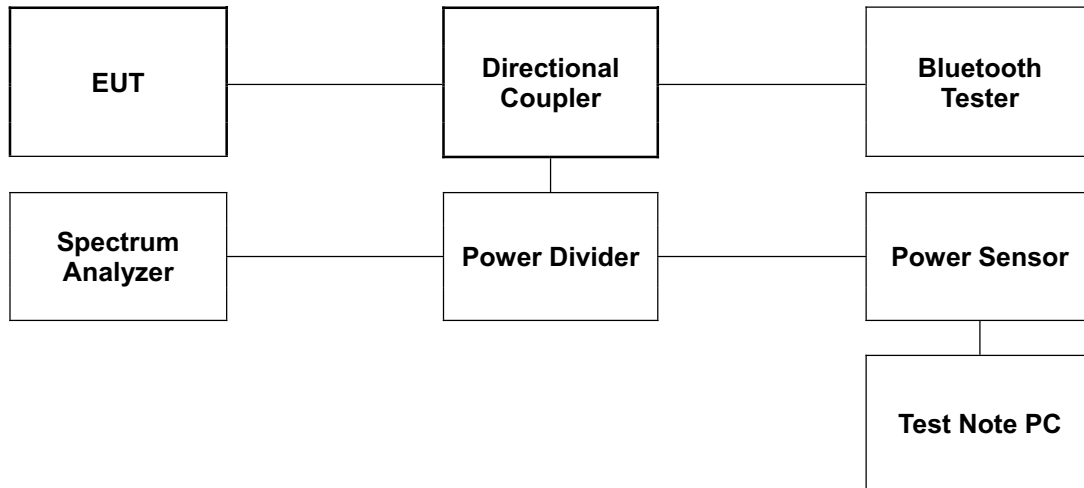 EUT
Directional
Coupler
Bluetooth
Tester
Spectrum
Analyzer
Power Divider
Power Sensor
Test Note PC